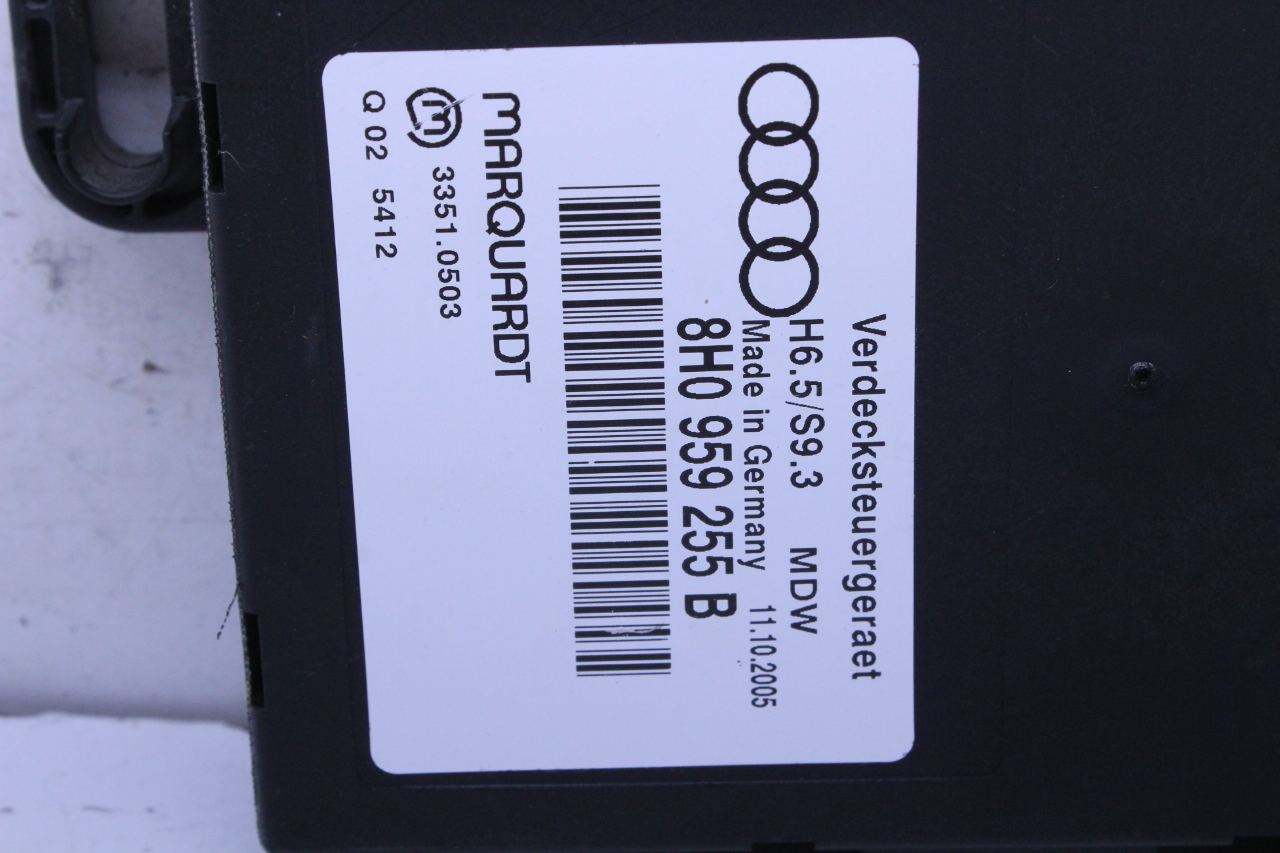 Verdecksteuergeraet
H6.5/S9.3 MDW
Made in Germany 11.10.2005
8H0 959 255 B
MARQUARDT
m 3351.0503
Q 02 5412